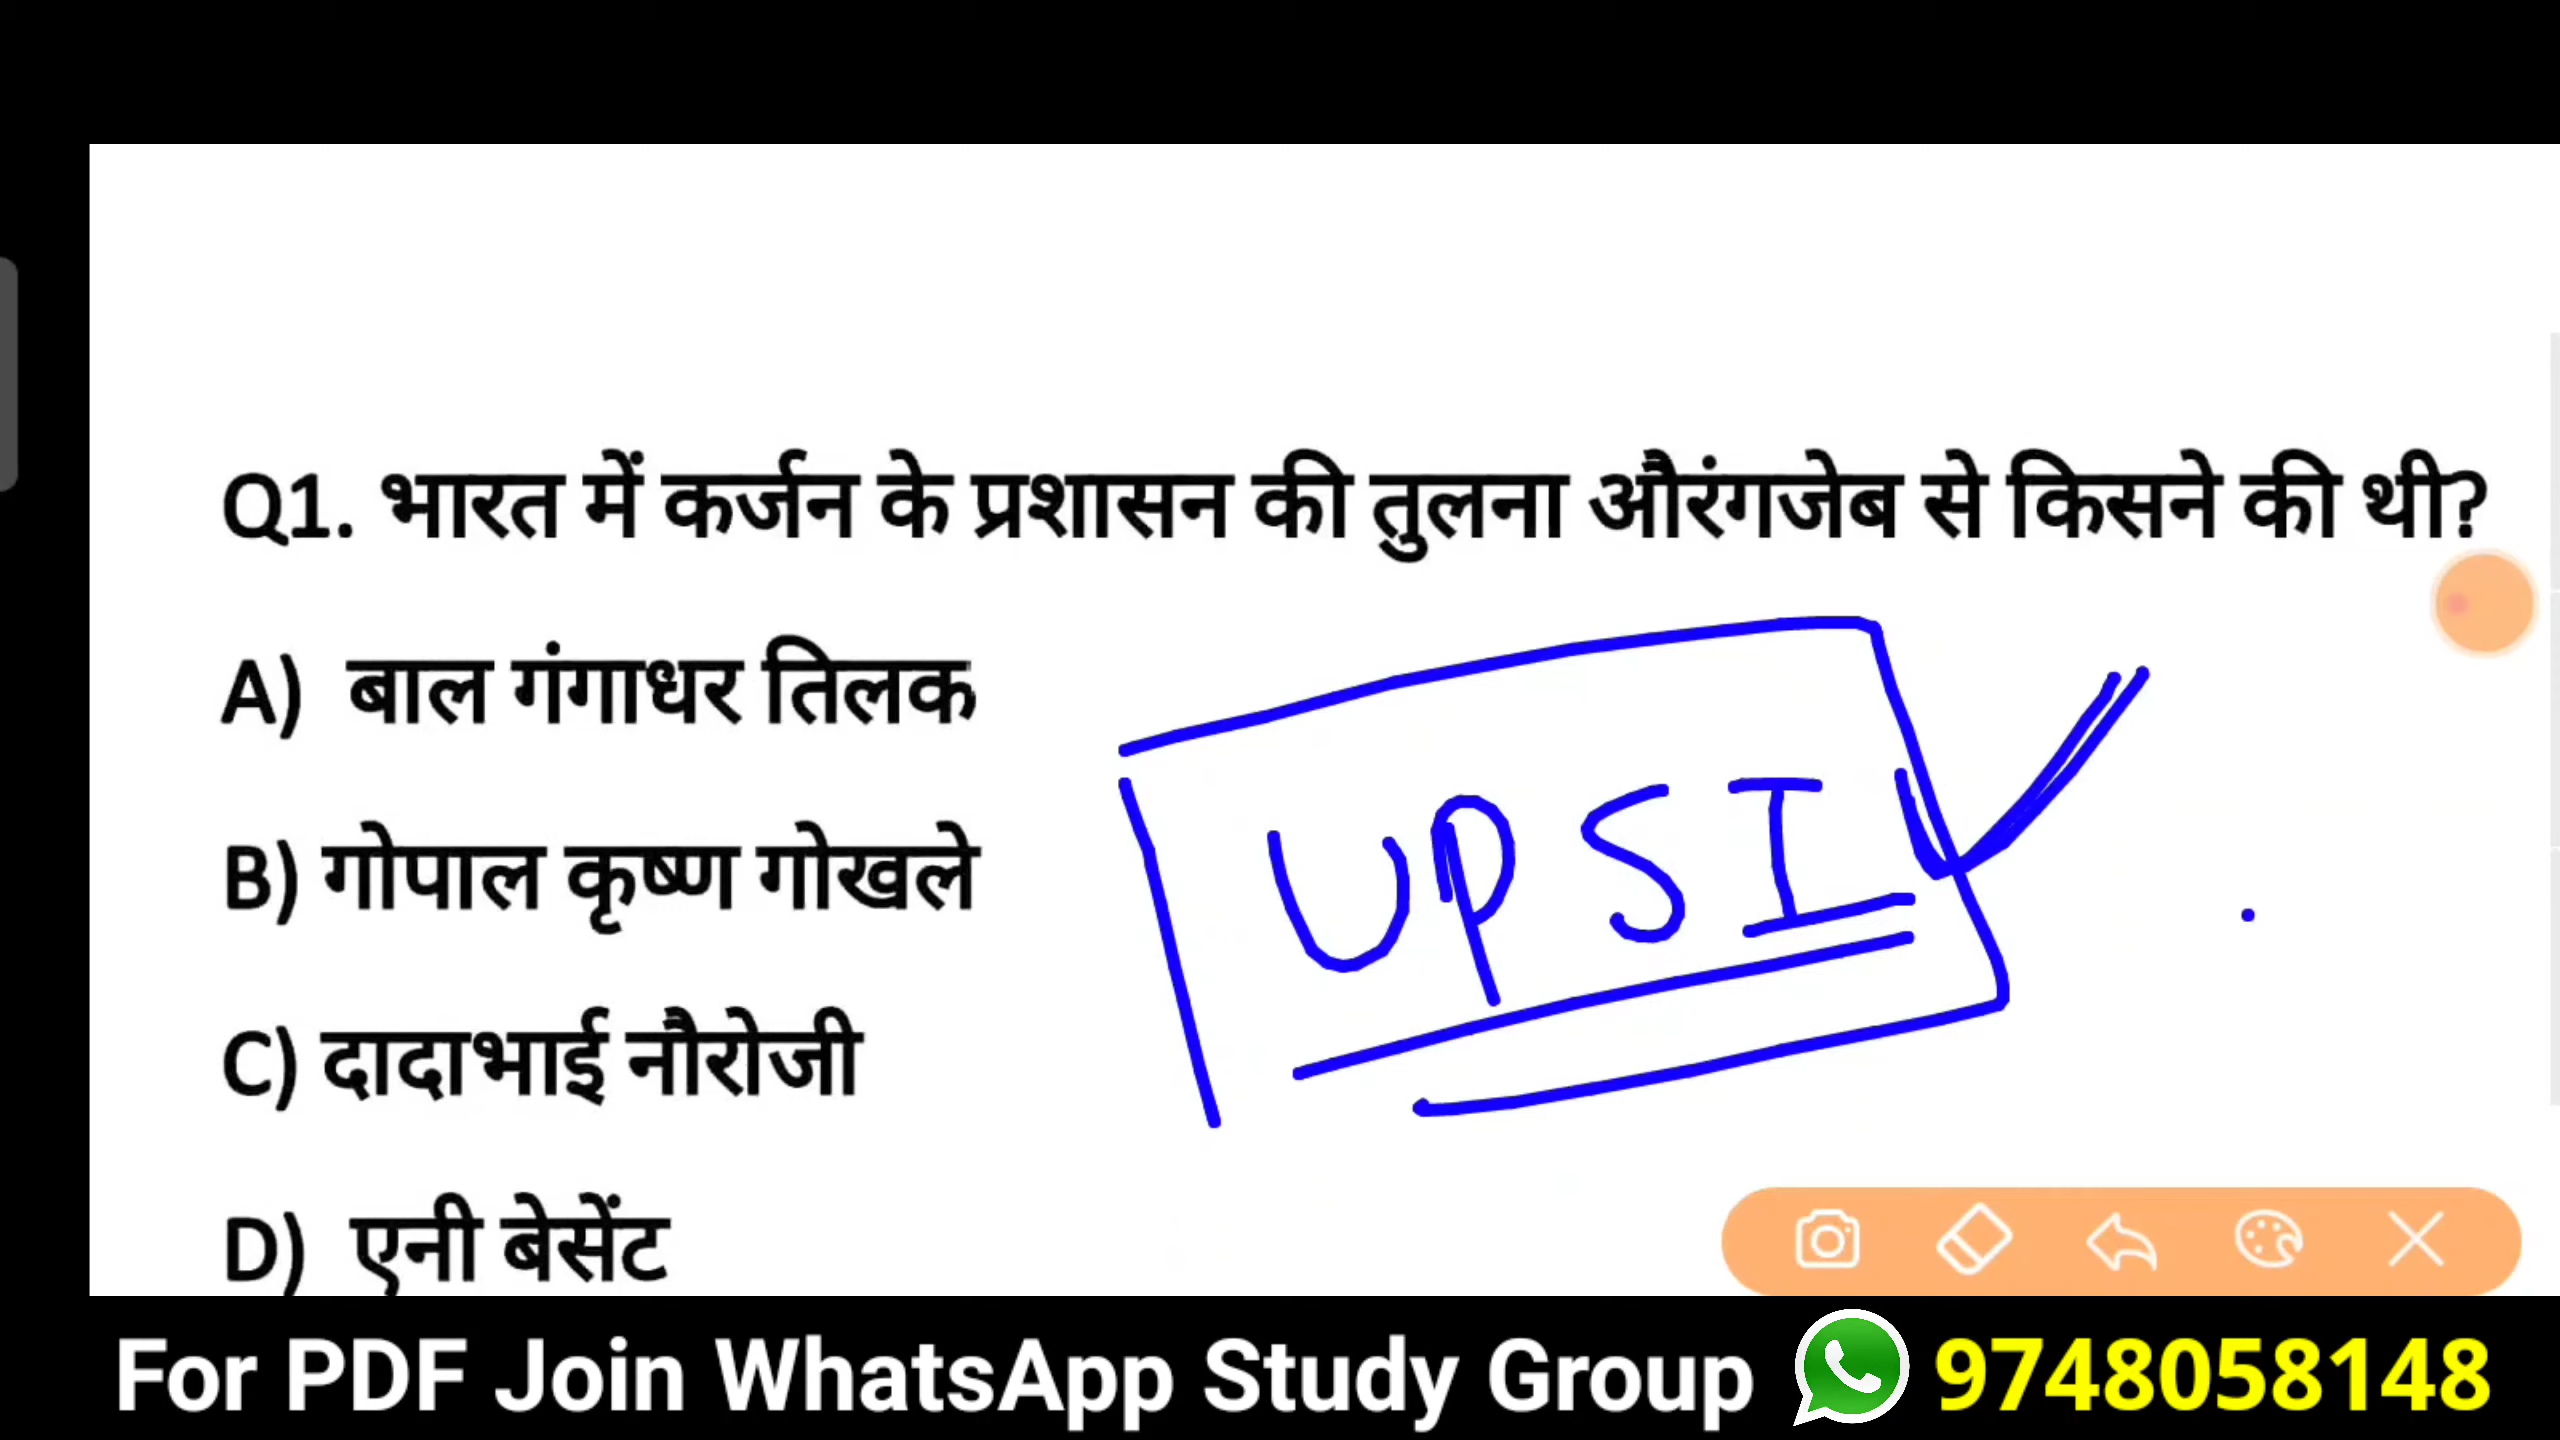 Q1. भारत में कर्जन के प्रशासन की तुलना औरंगजेब से किसने की थी?
A) बाल गंगाधर तिलक
B) गोपाल कृष्ण गोखले
UPSI
C) दादाभाई नौरोजी
D) एनी बेसेंट
For PDF Join WhatsApp Study Group 9748058148